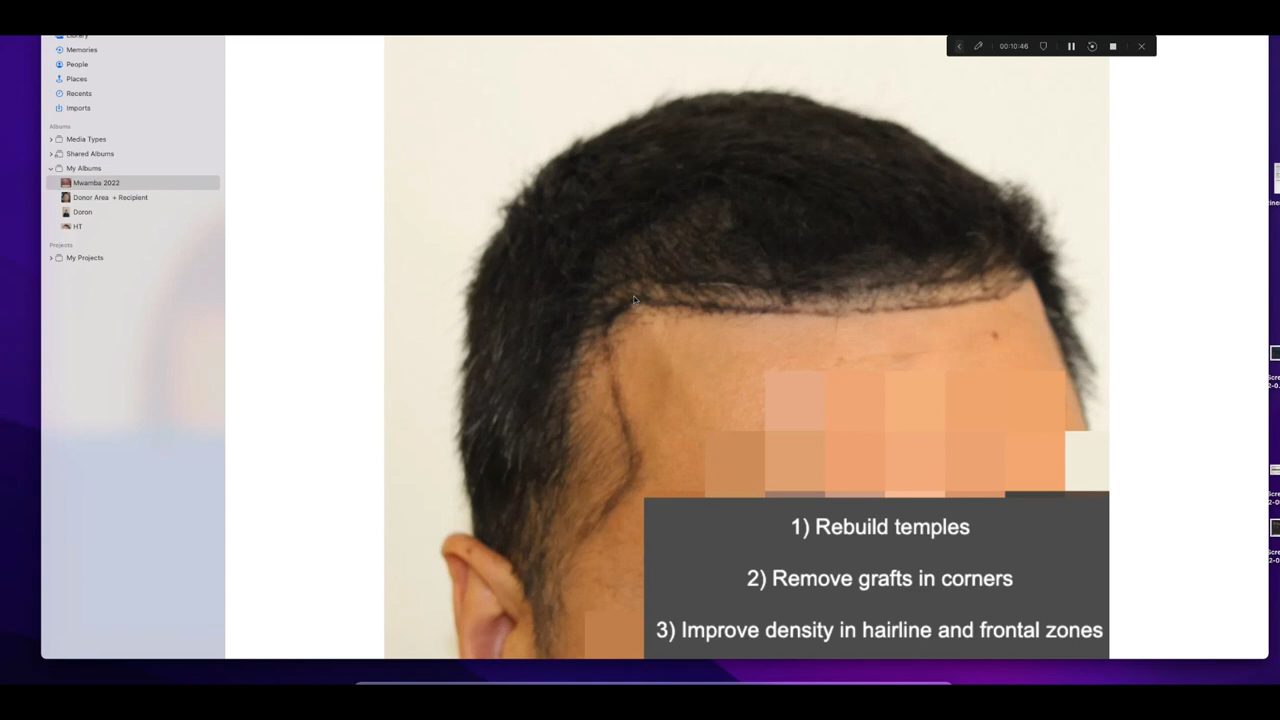 Library
Memories
People
Places
Recents
Imports
Albums
Media Types
Shared Albums
My Albums
Mwamba 2022
Donor Area + Recipient
Doron
HT
Projects
My Projects
00:10:46
1) Rebuild temples
2) Remove grafts in corners
3) Improve density in hairline and frontal zones